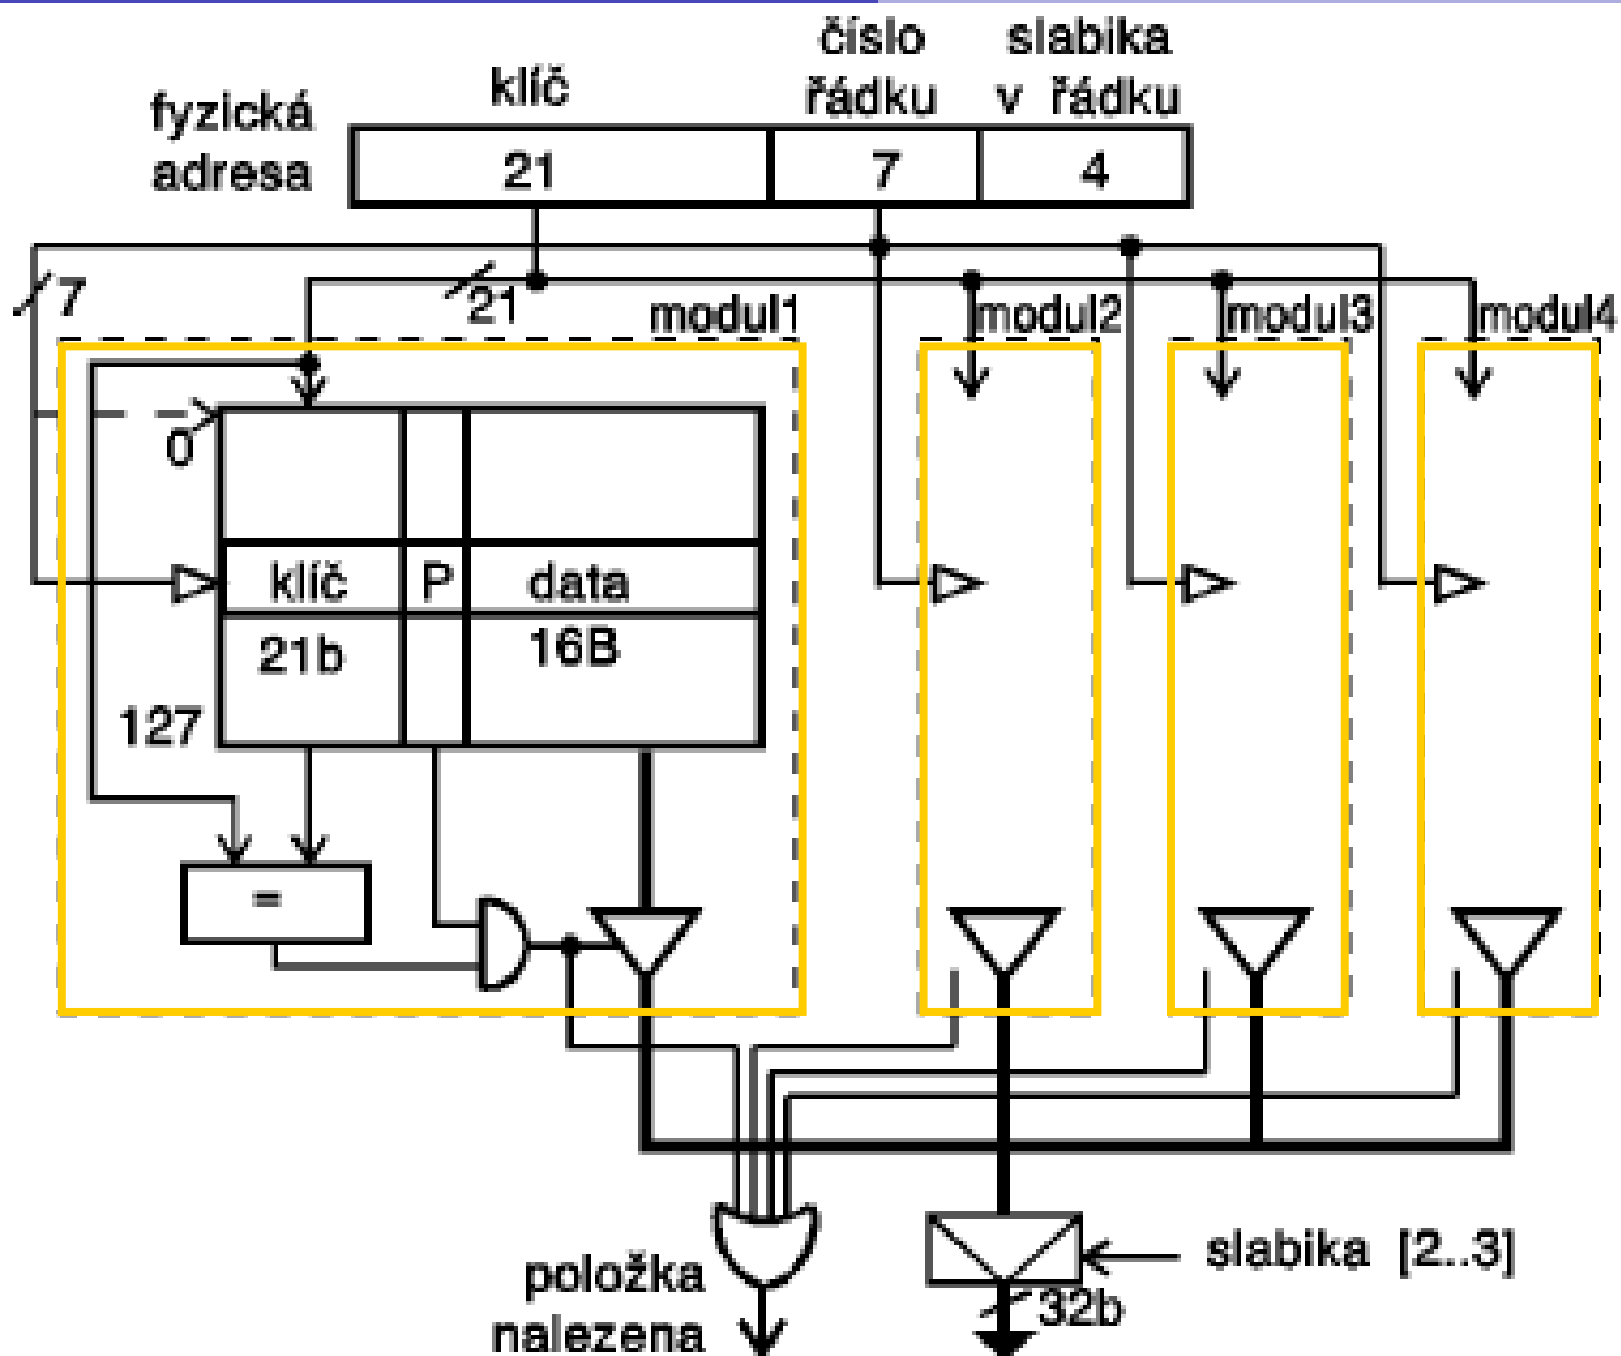 číslo slabika
klíč řádku v řádku
fyzická
adresa
21 7 4
7 21
modul1 modul2 modul3 modul4
0
klíč P data
21b 16B
127
=
položka
nalezena
slabika [2..3]
32b